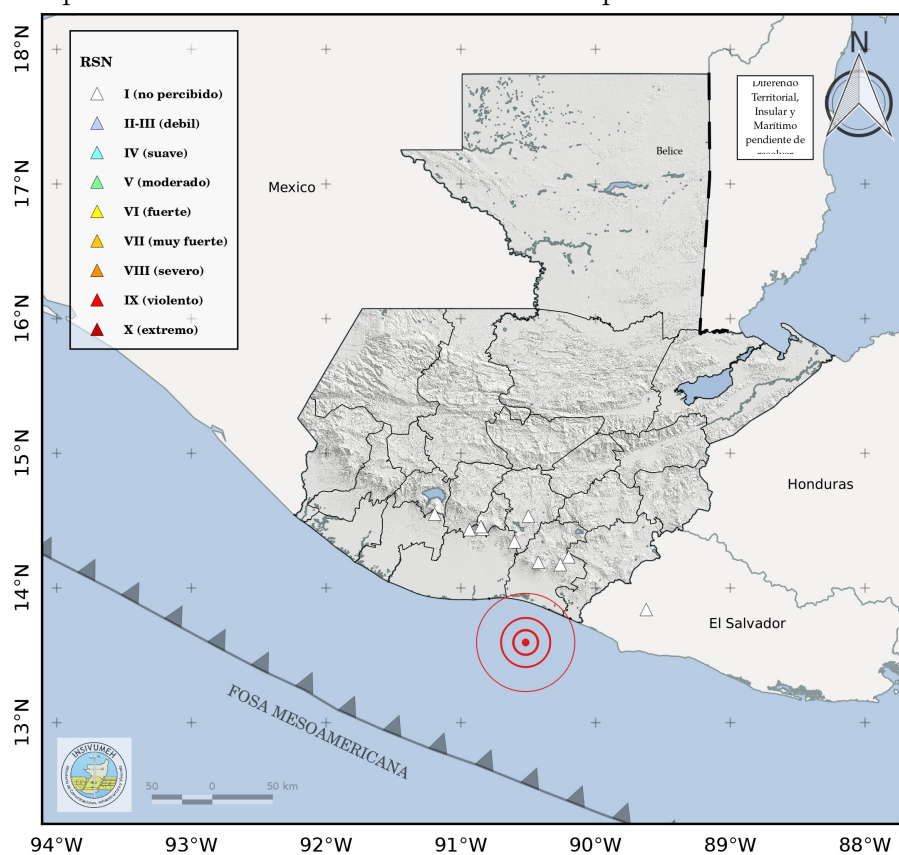 18°N
17°N
16°N
15°N
14°N
13°N
RSN
I (no percibido)
II-III (debil)
IV (suave)
V (moderado)
VI (fuerte)
VII (muy fuerte)
VIII (severo)
IX (violento)
X (extremo)
N
Territorial,
Insular y
Marítimo
pendiente de
Mexico
Belice
Honduras
El Salvador
FOSA MESOAMERICANA
INSIVUMEH
50 0 50 km
94°W 93°W 92°W 91°W 90°W 89°W 88°W